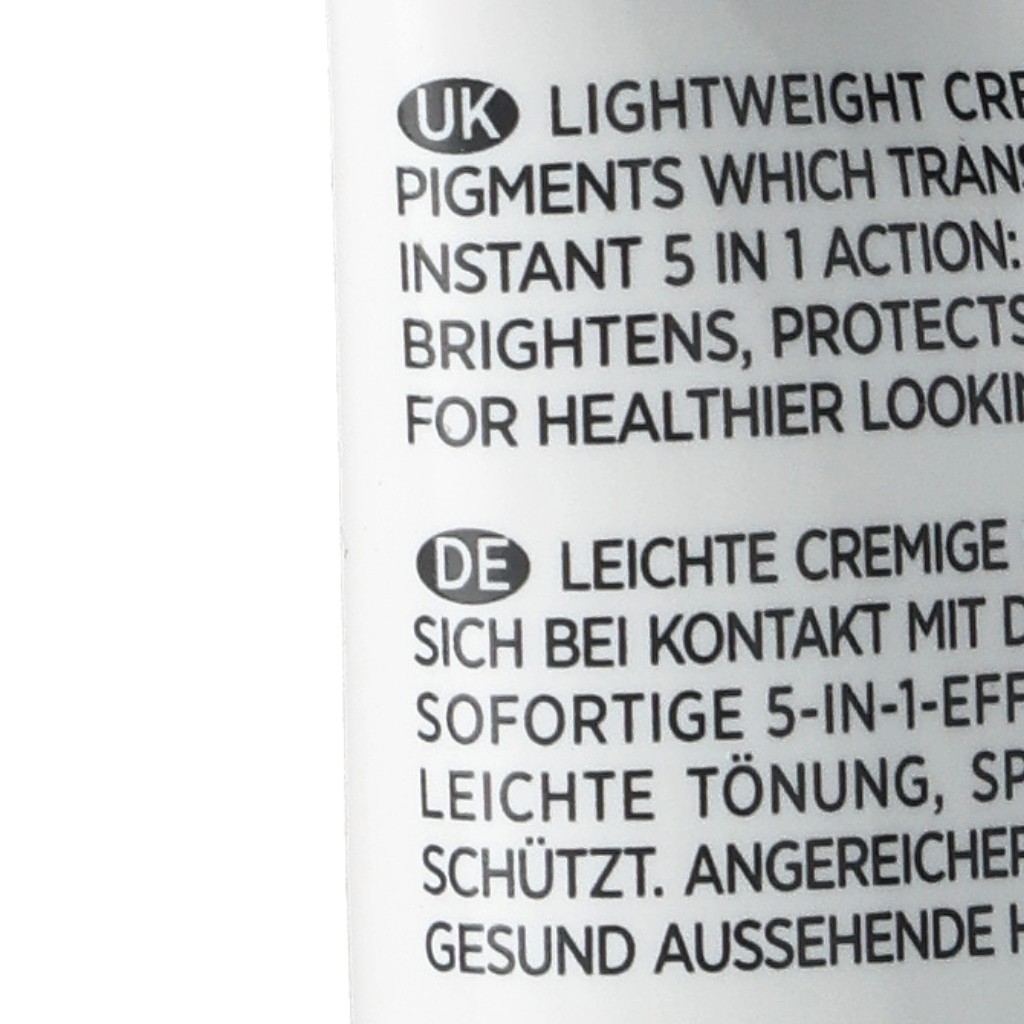 UK LIGHTWEIGHT CRE
PIGMENTS WHICH TRANS
INSTANT 5 IN 1 ACTION:
BRIGHTENS, PROTECTS
FOR HEALTHIER LOOKIN
DE LEICHTE CREMIGE
SICH BEI KONTAKT MIT D
SOFORTIGE 5-IN-1-EFF
LEICHTE TÖNUNG, SP
SCHÜTZT. ANGEREICHER
GESUND AUSSEHENDE H